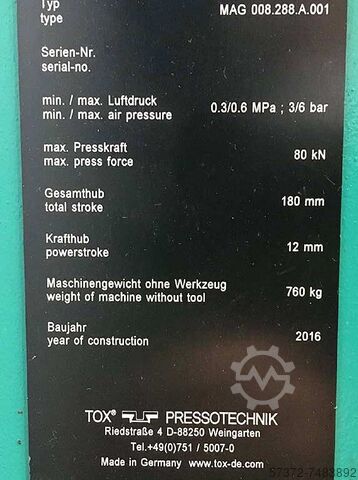 Typ MAG 008.288.A.001
type
Serien-Nr.
serial-no.
min. / max. Luftdruck 0.3/0.6 MPa ; 3/6 bar
min. / max. air pressure
max. Presskraft 80 kN
max. press force
Gesamthub 180 mm
total stroke
Krafthub 12 mm
powerstroke
Maschinengewicht ohne Werkzeug 760 kg
weight of machine without tool
Baujahr 2016
year of construction
TOX® PRESSOTECHNIK
Riedstraße 4 D-88250 Weingarten
Tel.+49(0)751 / 5007-0
Made in Germany www.tox-de.com
57372-7483892